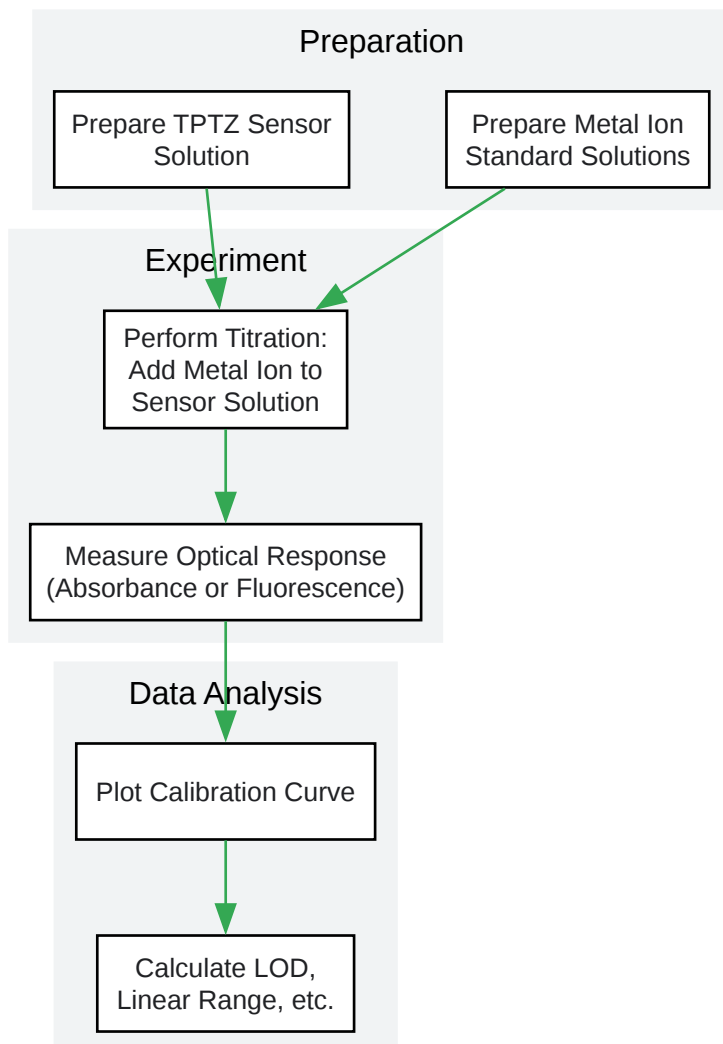 Preparation
Prepare TPTZ Sensor
Solution
Prepare Metal Ion
Standard Solutions
Experiment
Perform Titration:
Add Metal Ion to
Sensor Solution
Measure Optical Response
(Absorbance or Fluorescence)
Data Analysis
Plot Calibration Curve
Calculate LOD,
Linear Range, etc.